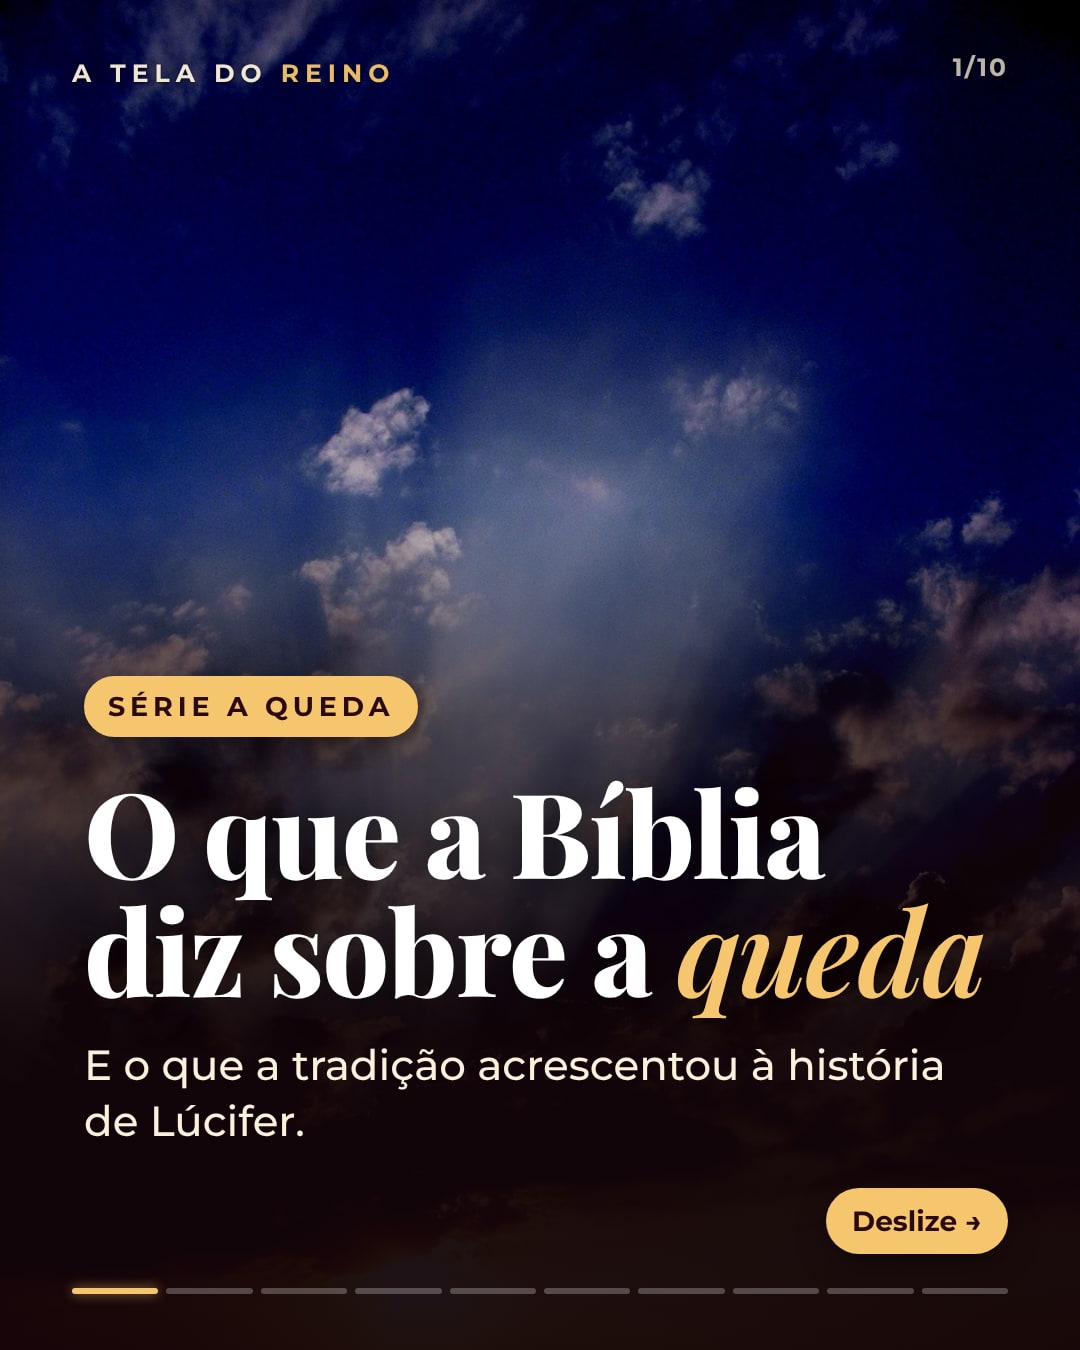 A TELA DO REINO
1/10
SÉRIE A QUEDA
O que a Bíblia
diz sobre a queda
E o que a tradição acrescentou à história
de Lúcifer.
Deslize →